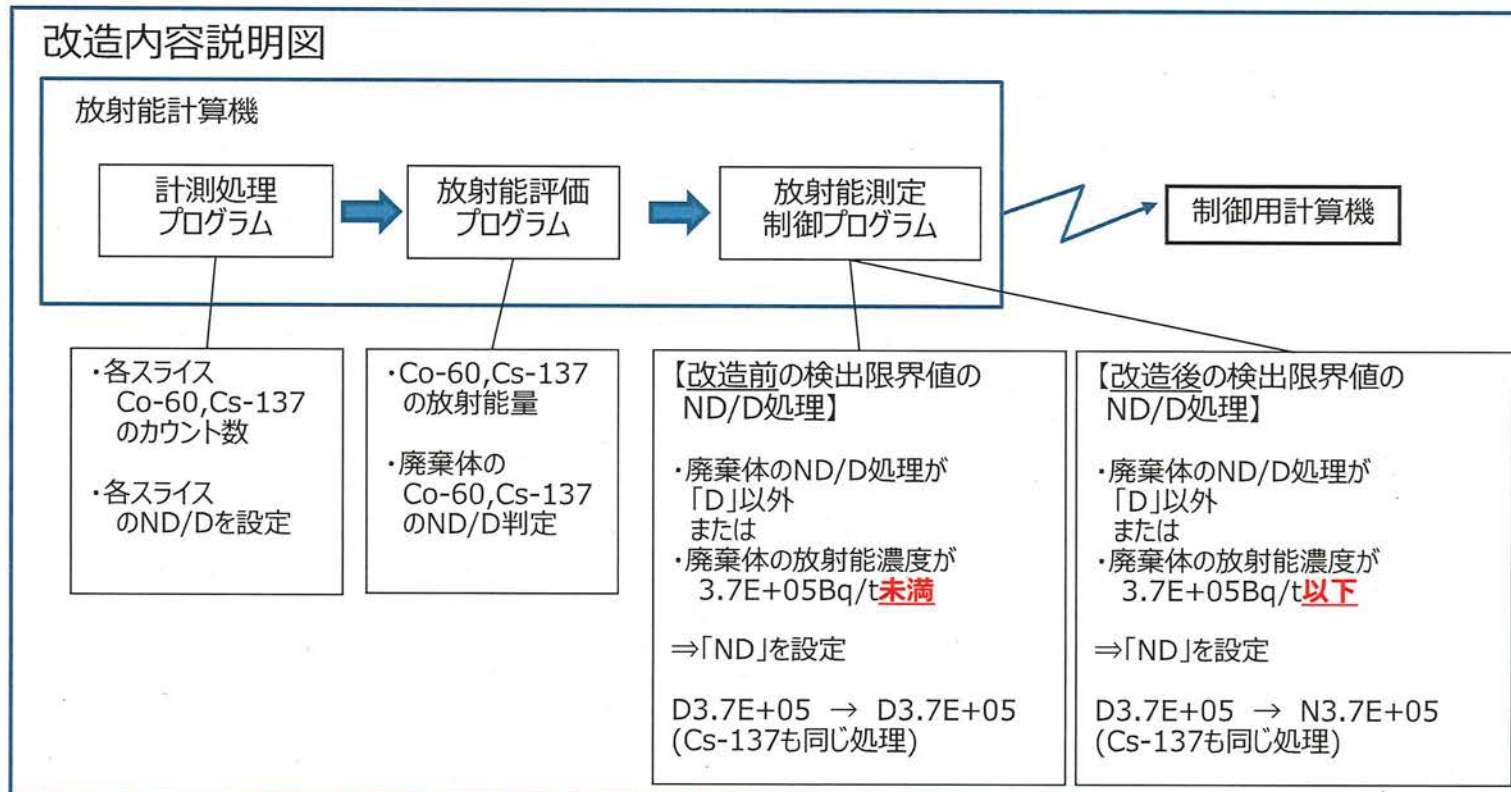 改造内容説明図
放射能計算機
計測処理
プログラム
放射能評価
プログラム
放射能測定
制御プログラム
制御用計算機
・各スライス
Co-60,Cs-137
のカウント数
・各スライス
のND/Dを設定
・Co-60,Cs-137
の放射能量
・廃棄体の
Co-60,Cs-137
のND/D判定
【改造前の検出限界値の
ND/D処理】
・廃棄体のND/D処理が
「D」以外
または
・廃棄体の放射能濃度が
3.7E+05Bq/t未満
⇒「ND」を設定
D3.7E+05 → D3.7E+05
(Cs-137も同じ処理)
【改造後の検出限界値の
ND/D処理】
・廃棄体のND/D処理が
「D」以外
または
・廃棄体の放射能濃度が
3.7E+05Bq/t以下
⇒「ND」を設定
D3.7E+05 → N3.7E+05
(Cs-137も同じ処理)